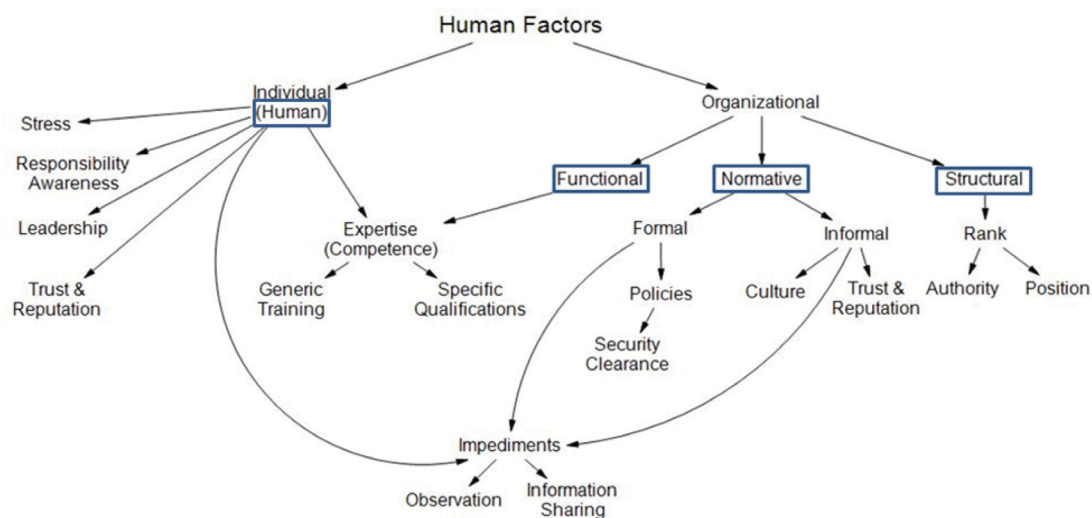 Human Factors
Individual
(Human)
Organizational
Stress
Responsibility
Awareness
Leadership
Trust &
Reputation
Functional
Normative
Structural
Expertise
(Competence)
Generic
Training
Specific
Qualifications
Formal
Informal
Rank
Policies
Culture
Trust &
Reputation
Authority
Position
Security
Clearance
Impediments
Observation
Information
Sharing